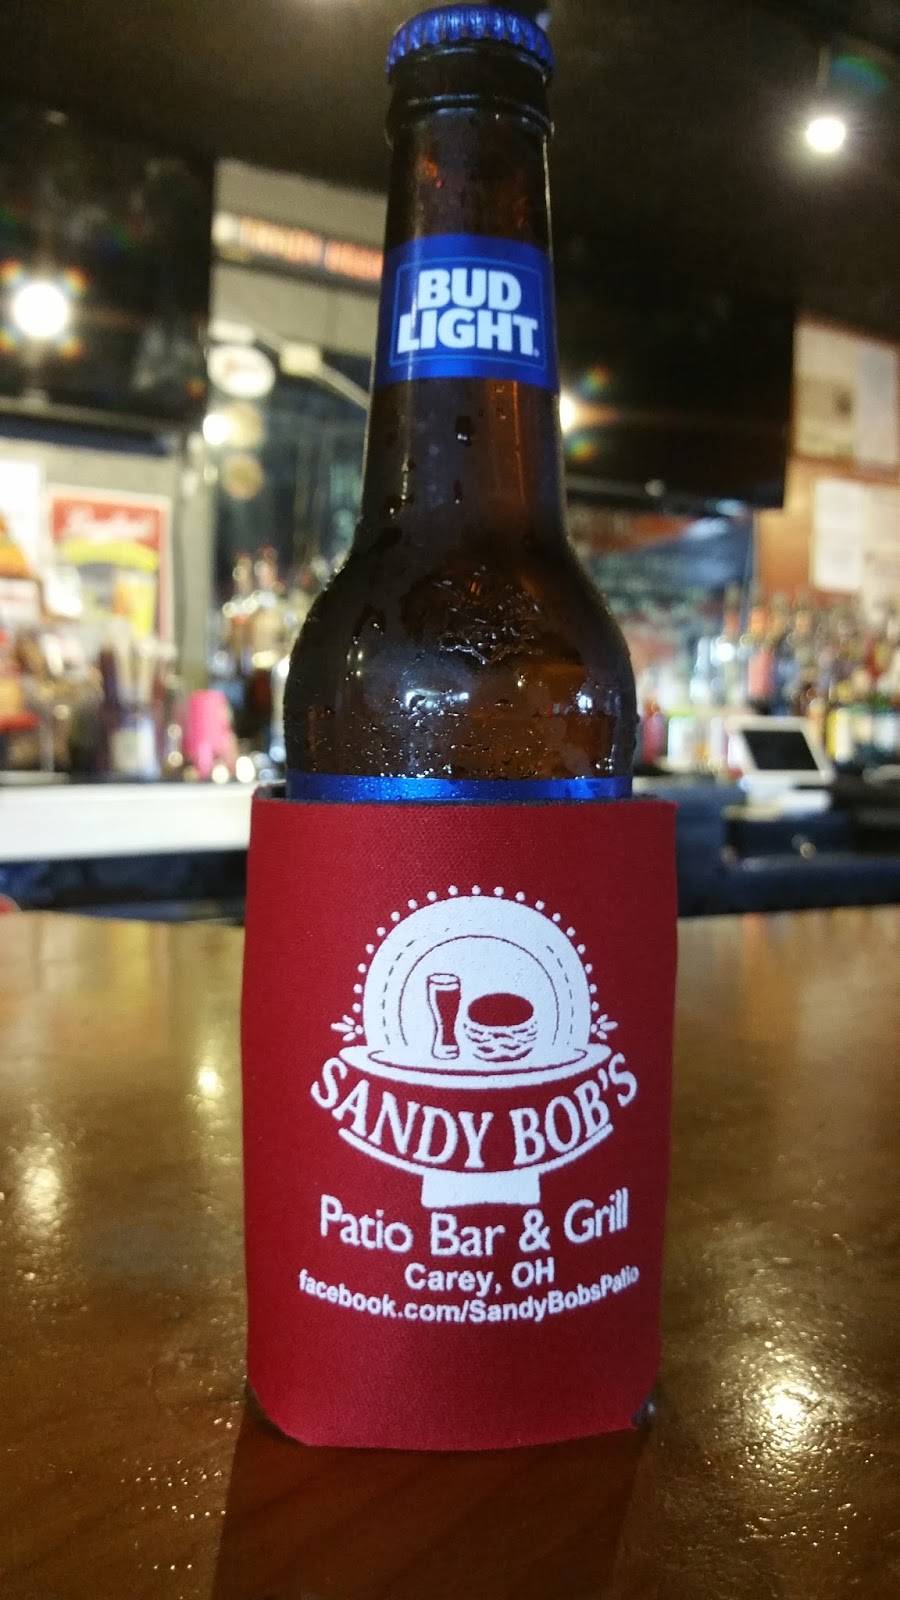 BUD
LIGHT.
SANDY BOB'S
Patio Bar & Grill
Carey, OH
facebook.com/SandyBobsPatio